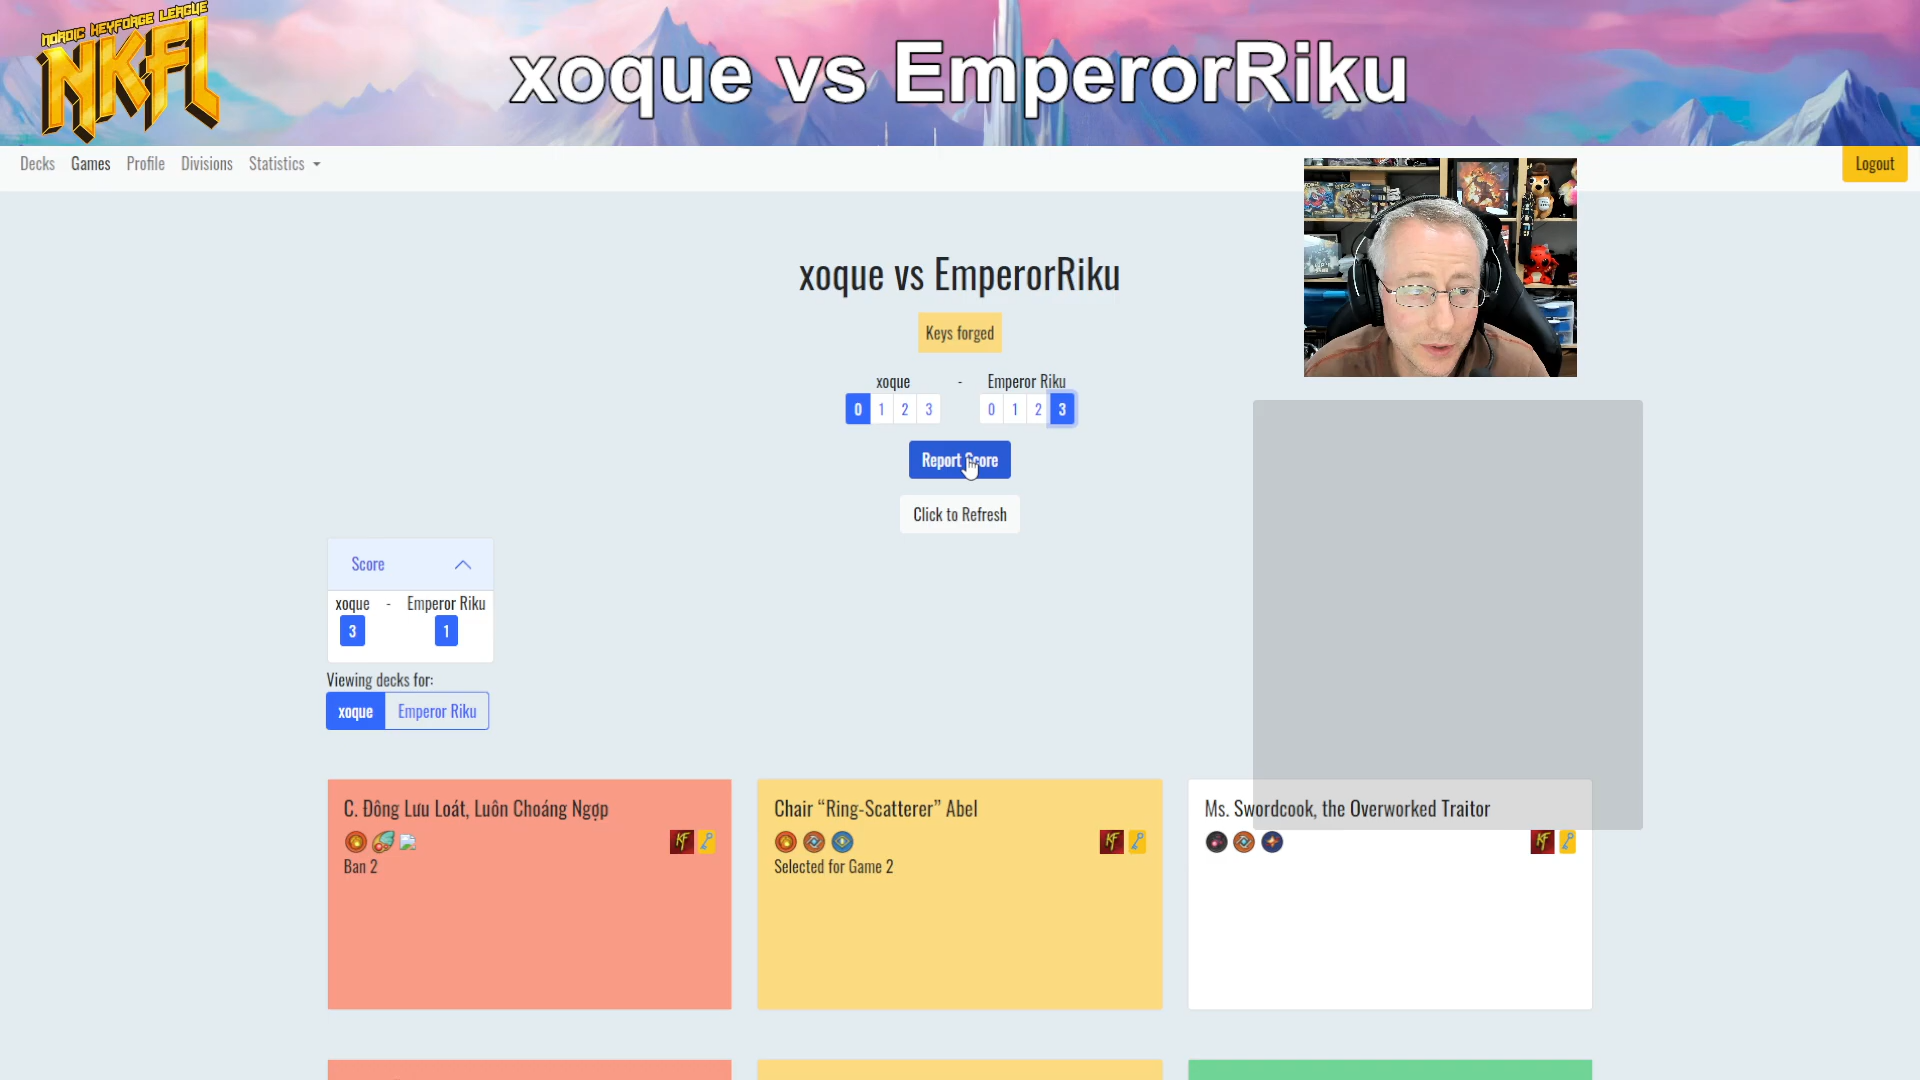 NORDIC KEYFORGE LEAGUE
NKFL
xoque vs EmperorRiku
Decks Games Profile Divisions Statistics
Logout
xoque vs EmperorRiku
Keys forged
xoque - Emperor Riku
0 1 2 3 0 1 2 3
Report Score
Click to Refresh
Score
xoque - Emperor Riku
3 1
Viewing decks for:
xoque Emperor Riku
C. Đông Lưu Loát, Luôn Choáng Ngợp
KF
Ban 2
Chair “Ring-Scatterer” Abel
KF
Selected for Game 2
Ms. Swordcook, the Overworked Traitor
KF